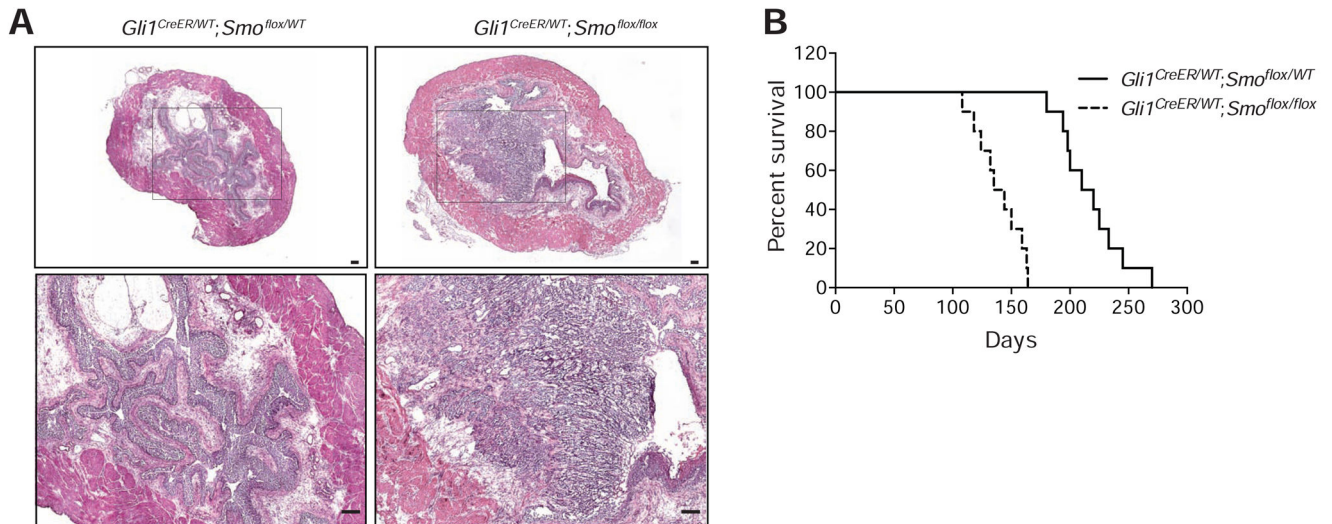 A
Gli1CreER/WT; Smoflox/WT
Gli1CreER/WT; Smoflox/flox
B
120
100
80
60
40
20
0
Percent survival
0 50 100 150 200 250 300
Days
Gli1CreER/WT; Smoflox/WT
Gli1CreER/WT; Smoflox/flox